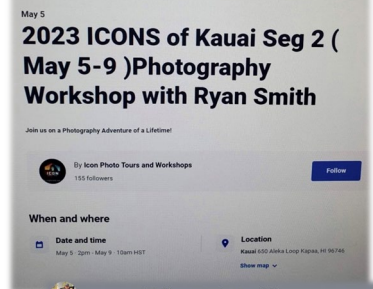 May 5
2023 ICONS of Kauai Seg 2 (
May 5-9 )Photography
Workshop with Ryan Smith
Join us on a Photography Adventure of a Lifetime!
By Icon Photo Tours and Workshops
155 followers
Follow
ICON
When and where
Date and time
May 5 · 2pm - May 9 · 10am HST
Location
Kauai 650 Aleka Loop Kapaa, HI 96746
Show map